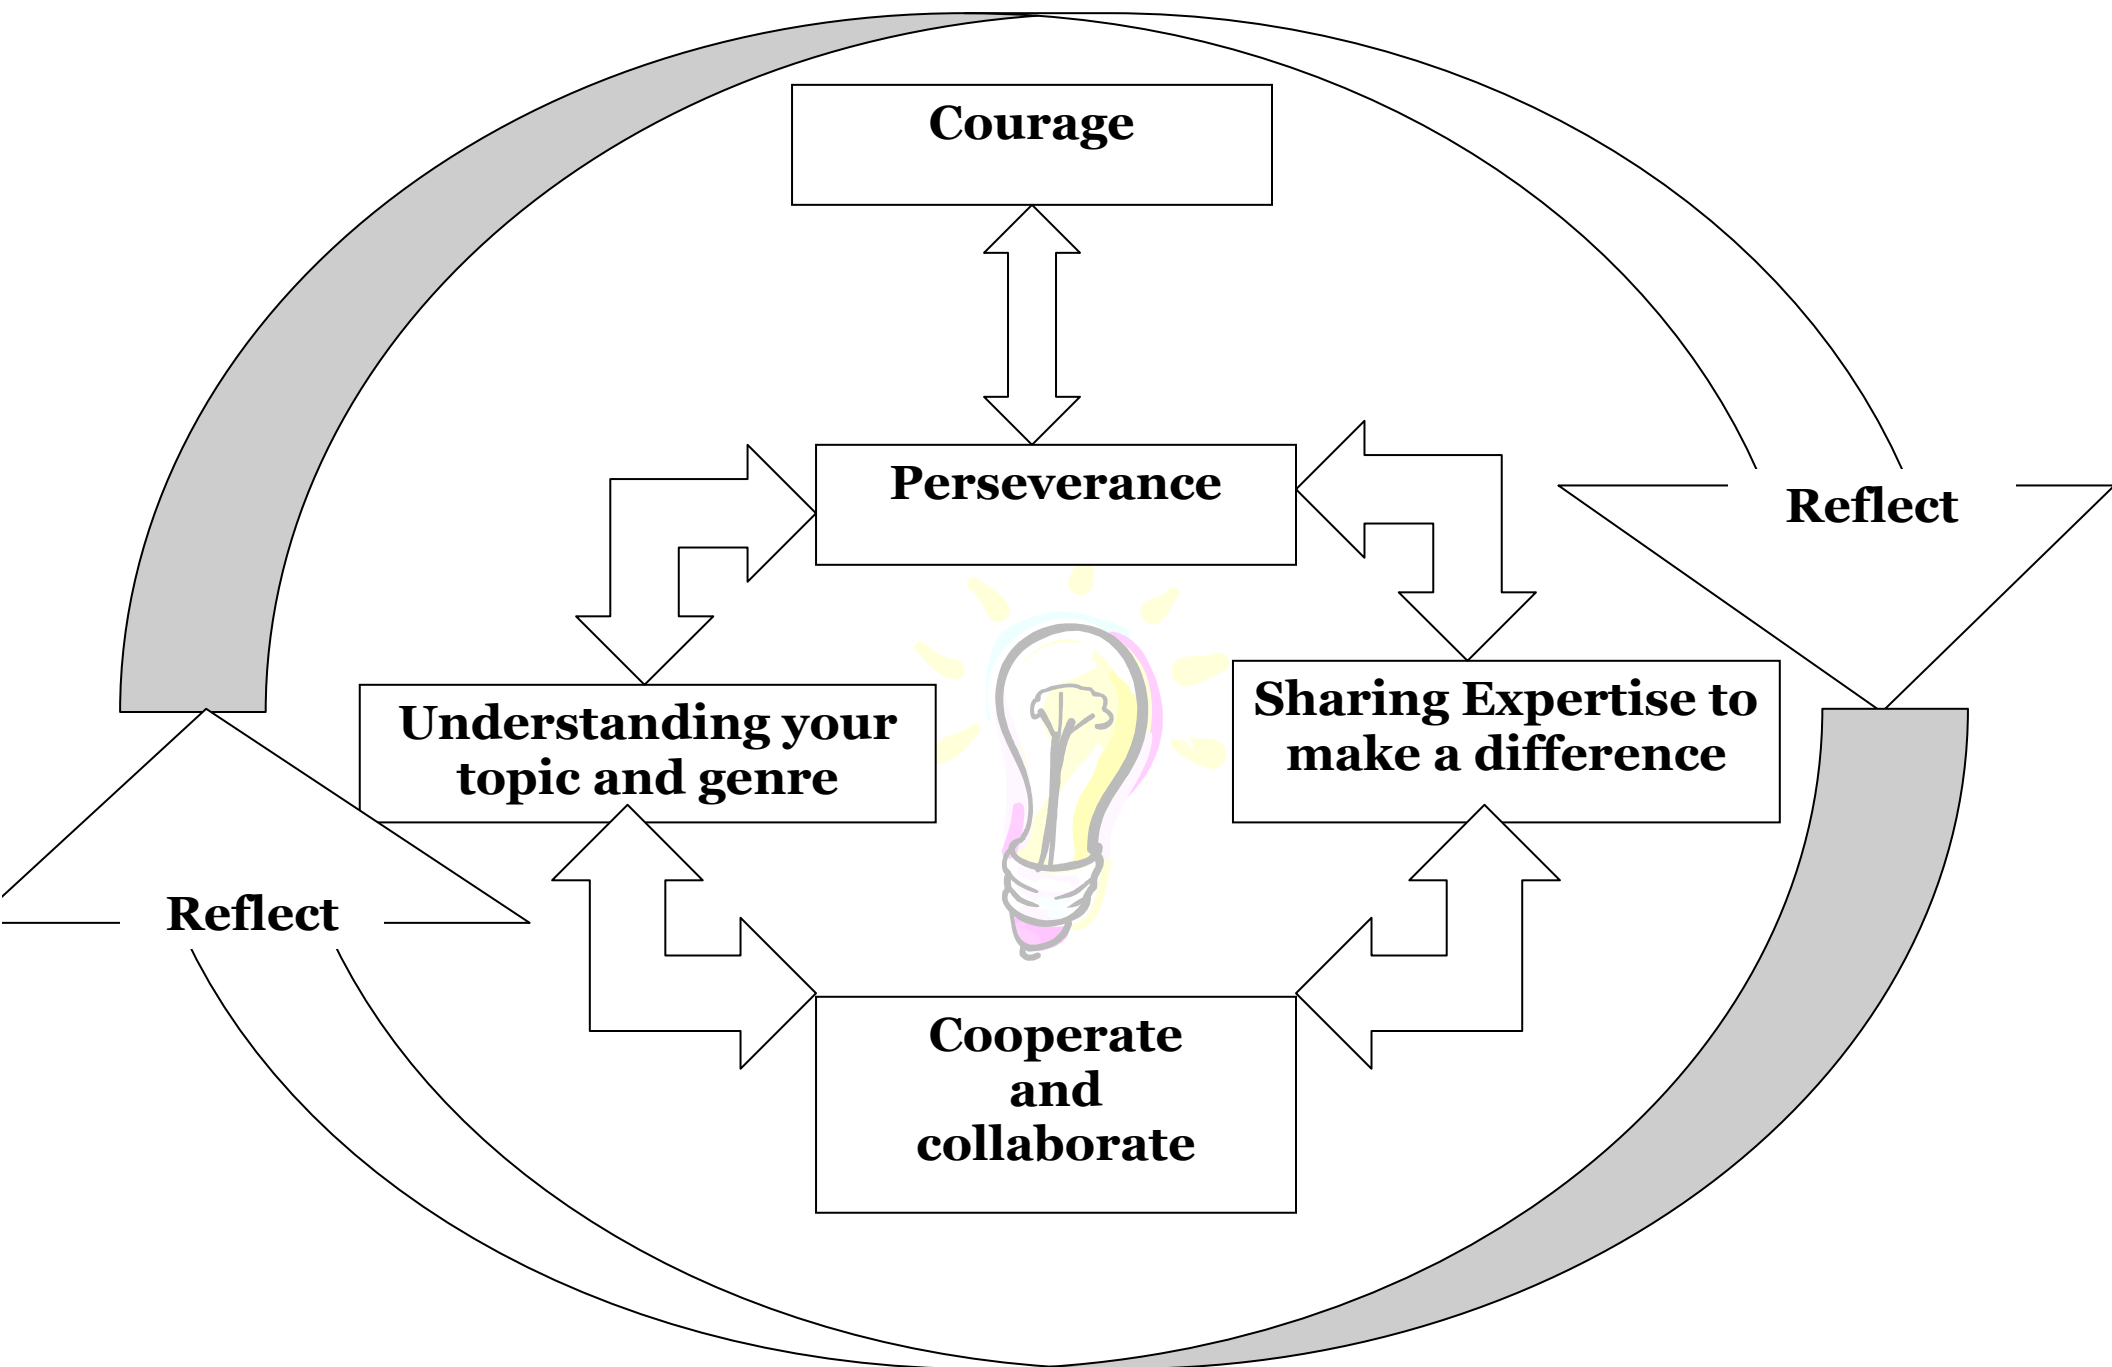 Courage
Perseverance
Reflect
Understanding your
topic and genre
Sharing Expertise to
make a difference
Reflect
Cooperate
and
collaborate